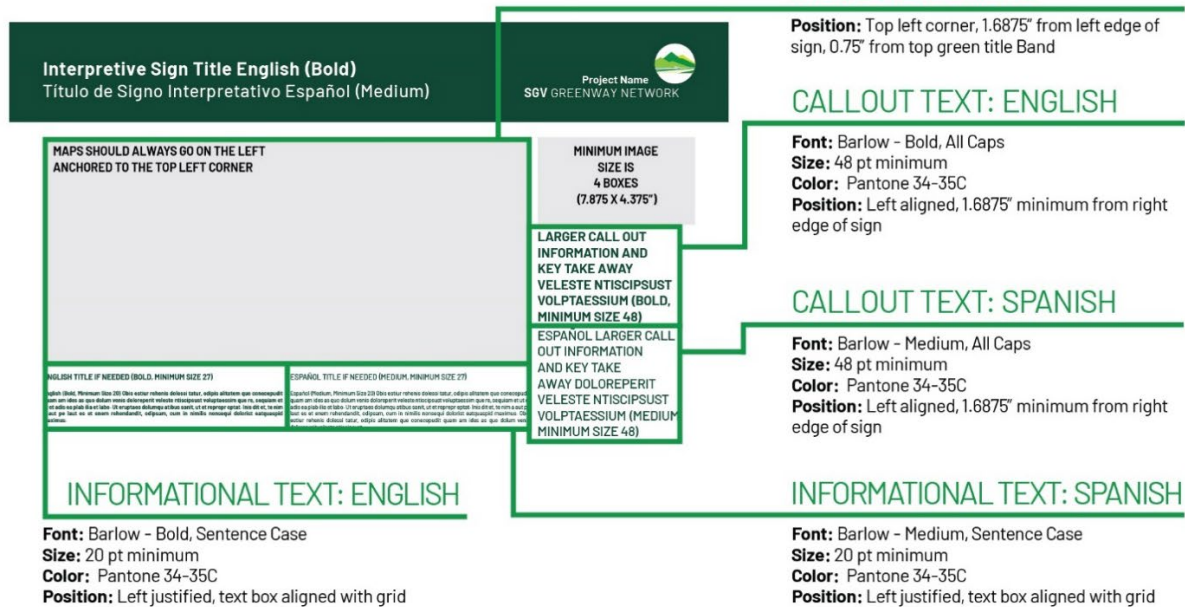 Position: Top left corner, 1.6875" from left edge of
sign, 0.75" from top green title Band
Interpretive Sign Title English (Bold)
Título de Signo Interpretativo Español (Medium)
Project Name
SGV GREENWAY NETWORK
MAPS SHOULD ALWAYS GO ON THE LEFT
ANCHORED TO THE TOP LEFT CORNER
MINIMUM IMAGE
SIZE IS
4 BOXES
(7.875 X 4.375")
LARGER CALL OUT
INFORMATION AND
KEY TAKE AWAY
VELESTE NTISCIPSUST
VOLPTAESSIUM (BOLD,
MINIMUM SIZE 48)
ESPAÑOL LARGER CALL
OUT INFORMATION
AND KEY TAKE
AWAY DOLOREPERIT
VELESTE NTISCIPSUST
VOLPTAESSIUM (MEDIUM
MINIMUM SIZE 48)
NGLISH TITLE IF NEEDED (BOLD, MINIMUM SIZE 27)
ESPAÑOL TITLE IF NEEDED (MEDIUM, MINIMUM SIZE 27)
CALLOUT TEXT: ENGLISH
Font: Barlow - Bold, All Caps
Size: 48 pt minimum
Color: Pantone 34-35C
Position: Left aligned, 1.6875" minimum from right
edge of sign
CALLOUT TEXT: SPANISH
Font: Barlow - Medium, All Caps
Size: 48 pt minimum
Color: Pantone 34-35C
Position: Left aligned, 1.6875" minimum from right
edge of sign
INFORMATIONAL TEXT: ENGLISH
Font: Barlow - Bold, Sentence Case
Size: 20 pt minimum
Color: Pantone 34-35C
Position: Left justified, text box aligned with grid
INFORMATIONAL TEXT: SPANISH
Font: Barlow - Medium, Sentence Case
Size: 20 pt minimum
Color: Pantone 34-35C
Position: Left justified, text box aligned with grid